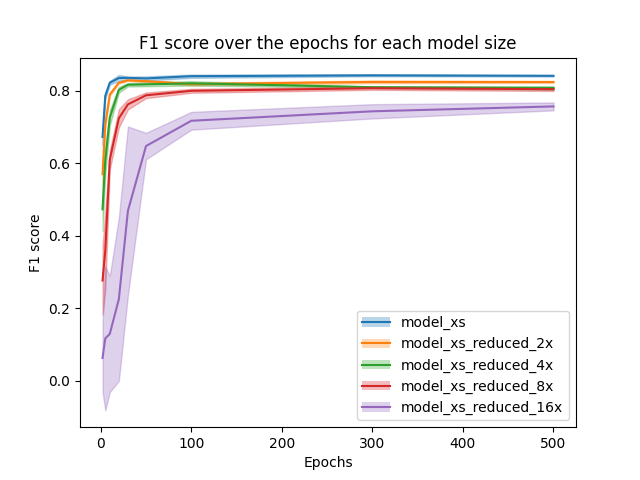 F1 score over the epochs for each model size
F1 score
0.8
0.6
0.4
0.2
0.0
model_xs
model_xs_reduced_2x
model_xs_reduced_4x
model_xs_reduced_8x
model_xs_reduced_16x
0 100 200 300 400 500
Epochs